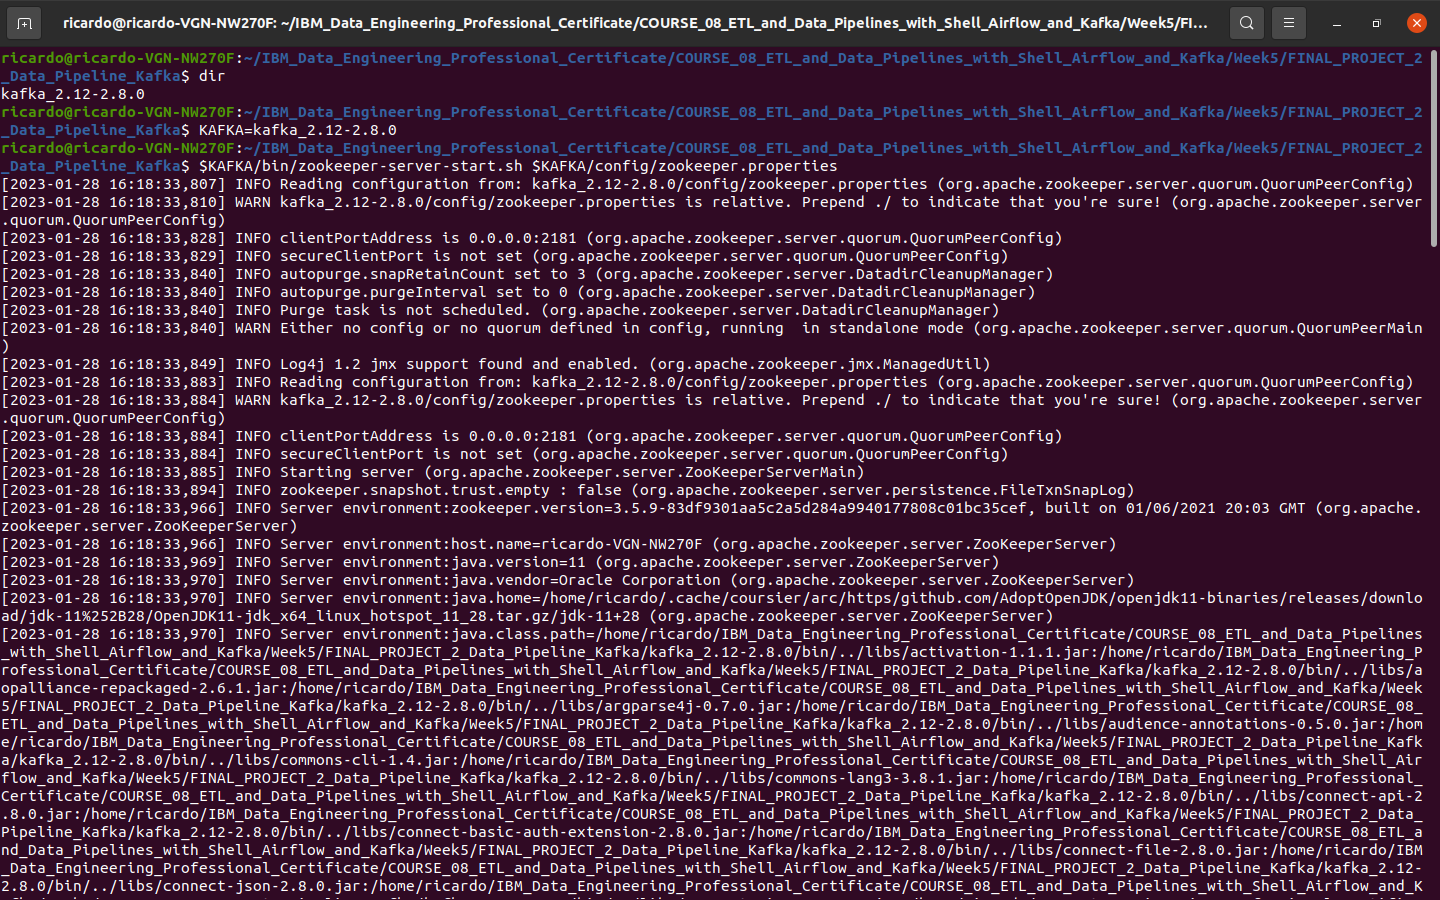 ricardo@ricardo-VGN-NW270F: ~/IBM_Data_Engineering_Professional_Certificate/COURSE_08_ETL_and_Data_Pipelines_with_Shell_Airflow_and_Kafka/Week5/FI...
ricardo@ricardo-VGN-NW270F:~/IBM_Data_Engineering_Professional_Certificate/COURSE_08_ETL_and_Data_Pipelines_with_Shell_Airflow_and_Kafka/Week5/FINAL_PROJECT_2
_Data_Pipeline_Kafka$ dir
kafka_2.12-2.8.0
ricardo@ricardo-VGN-NW270F:~/IBM_Data_Engineering_Professional_Certificate/COURSE_08_ETL_and_Data_Pipelines_with_Shell_Airflow_and_Kafka/Week5/FINAL_PROJECT_2
_Data_Pipeline_Kafka$ KAFKA=kafka_2.12-2.8.0
ricardo@ricardo-VGN-NW270F:~/IBM_Data_Engineering_Professional_Certificate/COURSE_08_ETL_and_Data_Pipelines_with_Shell_Airflow_and_Kafka/Week5/FINAL_PROJECT_2
_Data_Pipeline_Kafka$ $KAFKA/bin/zookeeper-server-start.sh $KAFKA/config/zookeeper.properties
[2023-01-28 16:18:33,807] INFO Reading configuration from: kafka_2.12-2.8.0/config/zookeeper.properties (org.apache.zookeeper.server.quorum.QuorumPeerConfig)
[2023-01-28 16:18:33,810] WARN kafka_2.12-2.8.0/config/zookeeper.properties is relative. Prepend ./ to indicate that you're sure! (org.apache.zookeeper.server
.quorum.QuorumPeerConfig)
[2023-01-28 16:18:33,828] INFO clientPortAddress is 0.0.0.0:2181 (org.apache.zookeeper.server.quorum.QuorumPeerConfig)
[2023-01-28 16:18:33,829] INFO secureClientPort is not set (org.apache.zookeeper.server.quorum.QuorumPeerConfig)
[2023-01-28 16:18:33,840] INFO autopurge.snapRetainCount set to 3 (org.apache.zookeeper.server.DatadirCleanupManager)
[2023-01-28 16:18:33,840] INFO autopurge.purgeInterval set to 0 (org.apache.zookeeper.server.DatadirCleanupManager)
[2023-01-28 16:18:33,840] INFO Purge task is not scheduled. (org.apache.zookeeper.server.DatadirCleanupManager)
[2023-01-28 16:18:33,840] WARN Either no config or no quorum defined in config, running  in standalone mode (org.apache.zookeeper.server.quorum.QuorumPeerMain
)
[2023-01-28 16:18:33,849] INFO Log4j 1.2 jmx support found and enabled. (org.apache.zookeeper.jmx.ManagedUtil)
[2023-01-28 16:18:33,883] INFO Reading configuration from: kafka_2.12-2.8.0/config/zookeeper.properties (org.apache.zookeeper.server.quorum.QuorumPeerConfig)
[2023-01-28 16:18:33,884] WARN kafka_2.12-2.8.0/config/zookeeper.properties is relative. Prepend ./ to indicate that you're sure! (org.apache.zookeeper.server
.quorum.QuorumPeerConfig)
[2023-01-28 16:18:33,884] INFO clientPortAddress is 0.0.0.0:2181 (org.apache.zookeeper.server.quorum.QuorumPeerConfig)
[2023-01-28 16:18:33,884] INFO secureClientPort is not set (org.apache.zookeeper.server.quorum.QuorumPeerConfig)
[2023-01-28 16:18:33,885] INFO Starting server (org.apache.zookeeper.server.ZooKeeperServerMain)
[2023-01-28 16:18:33,894] INFO zookeeper.snapshot.trust.empty : false (org.apache.zookeeper.server.persistence.FileTxnSnapLog)
[2023-01-28 16:18:33,966] INFO Server environment:zookeeper.version=3.5.9-83df9301aa5c2a5d284a9940177808c01bc35cef, built on 01/06/2021 20:03 GMT (org.apache.
zookeeper.server.ZooKeeperServer)
[2023-01-28 16:18:33,966] INFO Server environment:host.name=ricardo-VGN-NW270F (org.apache.zookeeper.server.ZooKeeperServer)
[2023-01-28 16:18:33,969] INFO Server environment:java.version=11 (org.apache.zookeeper.server.ZooKeeperServer)
[2023-01-28 16:18:33,970] INFO Server environment:java.vendor=Oracle Corporation (org.apache.zookeeper.server.ZooKeeperServer)
[2023-01-28 16:18:33,970] INFO Server environment:java.home=/home/ricardo/.cache/coursier/arc/https/github.com/AdoptOpenJDK/openjdk11-binaries/releases/downlo
ad/jdk-11%252B28/OpenJDK11-jdk_x64_linux_hotspot_11_28.tar.gz/jdk-11+28 (org.apache.zookeeper.server.ZooKeeperServer)
[2023-01-28 16:18:33,970] INFO Server environment:java.class.path=/home/ricardo/IBM_Data_Engineering_Professional_Certificate/COURSE_08_ETL_and_Data_Pipelines
_with_Shell_Airflow_and_Kafka/Week5/FINAL_PROJECT_2_Data_Pipeline_Kafka/kafka_2.12-2.8.0/bin/../libs/activation-1.1.1.jar:/home/ricardo/IBM_Data_Engineering_P
rofessional_Certificate/COURSE_08_ETL_and_Data_Pipelines_with_Shell_Airflow_and_Kafka/Week5/FINAL_PROJECT_2_Data_Pipeline_Kafka/kafka_2.12-2.8.0/bin/../libs/a
opalliance-repackaged-2.6.1.jar:/home/ricardo/IBM_Data_Engineering_Professional_Certificate/COURSE_08_ETL_and_Data_Pipelines_with_Shell_Airflow_and_Kafka/Week
5/FINAL_PROJECT_2_Data_Pipeline_Kafka/kafka_2.12-2.8.0/bin/../libs/argparse4j-0.7.0.jar:/home/ricardo/IBM_Data_Engineering_Professional_Certificate/COURSE_08_
ETL_and_Data_Pipelines_with_Shell_Airflow_and_Kafka/Week5/FINAL_PROJECT_2_Data_Pipeline_Kafka/kafka_2.12-2.8.0/bin/../libs/audience-annotations-0.5.0.jar:/hom
e/ricardo/IBM_Data_Engineering_Professional_Certificate/COURSE_08_ETL_and_Data_Pipelines_with_Shell_Airflow_and_Kafka/Week5/FINAL_PROJECT_2_Data_Pipeline_Kafk
a/kafka_2.12-2.8.0/bin/../libs/commons-cli-1.4.jar:/home/ricardo/IBM_Data_Engineering_Professional_Certificate/COURSE_08_ETL_and_Data_Pipelines_with_Shell_Air
flow_and_Kafka/Week5/FINAL_PROJECT_2_Data_Pipeline_Kafka/kafka_2.12-2.8.0/bin/../libs/commons-lang3-3.8.1.jar:/home/ricardo/IBM_Data_Engineering_Professional_
Certificate/COURSE_08_ETL_and_Data_Pipelines_with_Shell_Airflow_and_Kafka/Week5/FINAL_PROJECT_2_Data_Pipeline_Kafka/kafka_2.12-2.8.0/bin/../libs/connect-api-2
.8.0.jar:/home/ricardo/IBM_Data_Engineering_Professional_Certificate/COURSE_08_ETL_and_Data_Pipelines_with_Shell_Airflow_and_Kafka/Week5/FINAL_PROJECT_2_Data_
Pipeline_Kafka/kafka_2.12-2.8.0/bin/../libs/connect-basic-auth-extension-2.8.0.jar:/home/ricardo/IBM_Data_Engineering_Professional_Certificate/COURSE_08_ETL_a
nd_Data_Pipelines_with_Shell_Airflow_and_Kafka/Week5/FINAL_PROJECT_2_Data_Pipeline_Kafka/kafka_2.12-2.8.0/bin/../libs/connect-file-2.8.0.jar:/home/ricardo/IBM
_Data_Engineering_Professional_Certificate/COURSE_08_ETL_and_Data_Pipelines_with_Shell_Airflow_and_Kafka/Week5/FINAL_PROJECT_2_Data_Pipeline_Kafka/kafka_2.12-
2.8.0/bin/../libs/connect-json-2.8.0.jar:/home/ricardo/IBM_Data_Engineering_Professional_Certificate/COURSE_08_ETL_and_Data_Pipelines_with_Shell_Airflow_and_K